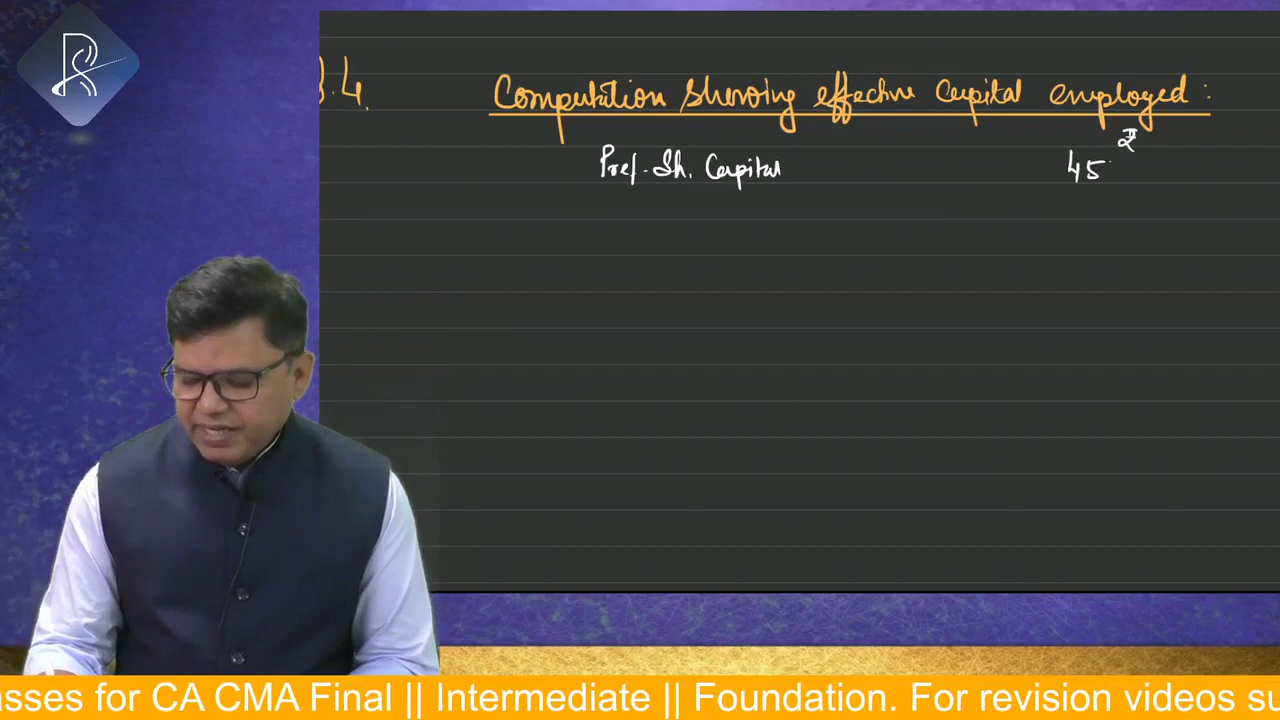 3.4. Computation showing effective capital employed :
₹
Pref. Sh. Capital 45
asses for CA CMA Final || Intermediate || Foundation. For revision videos su